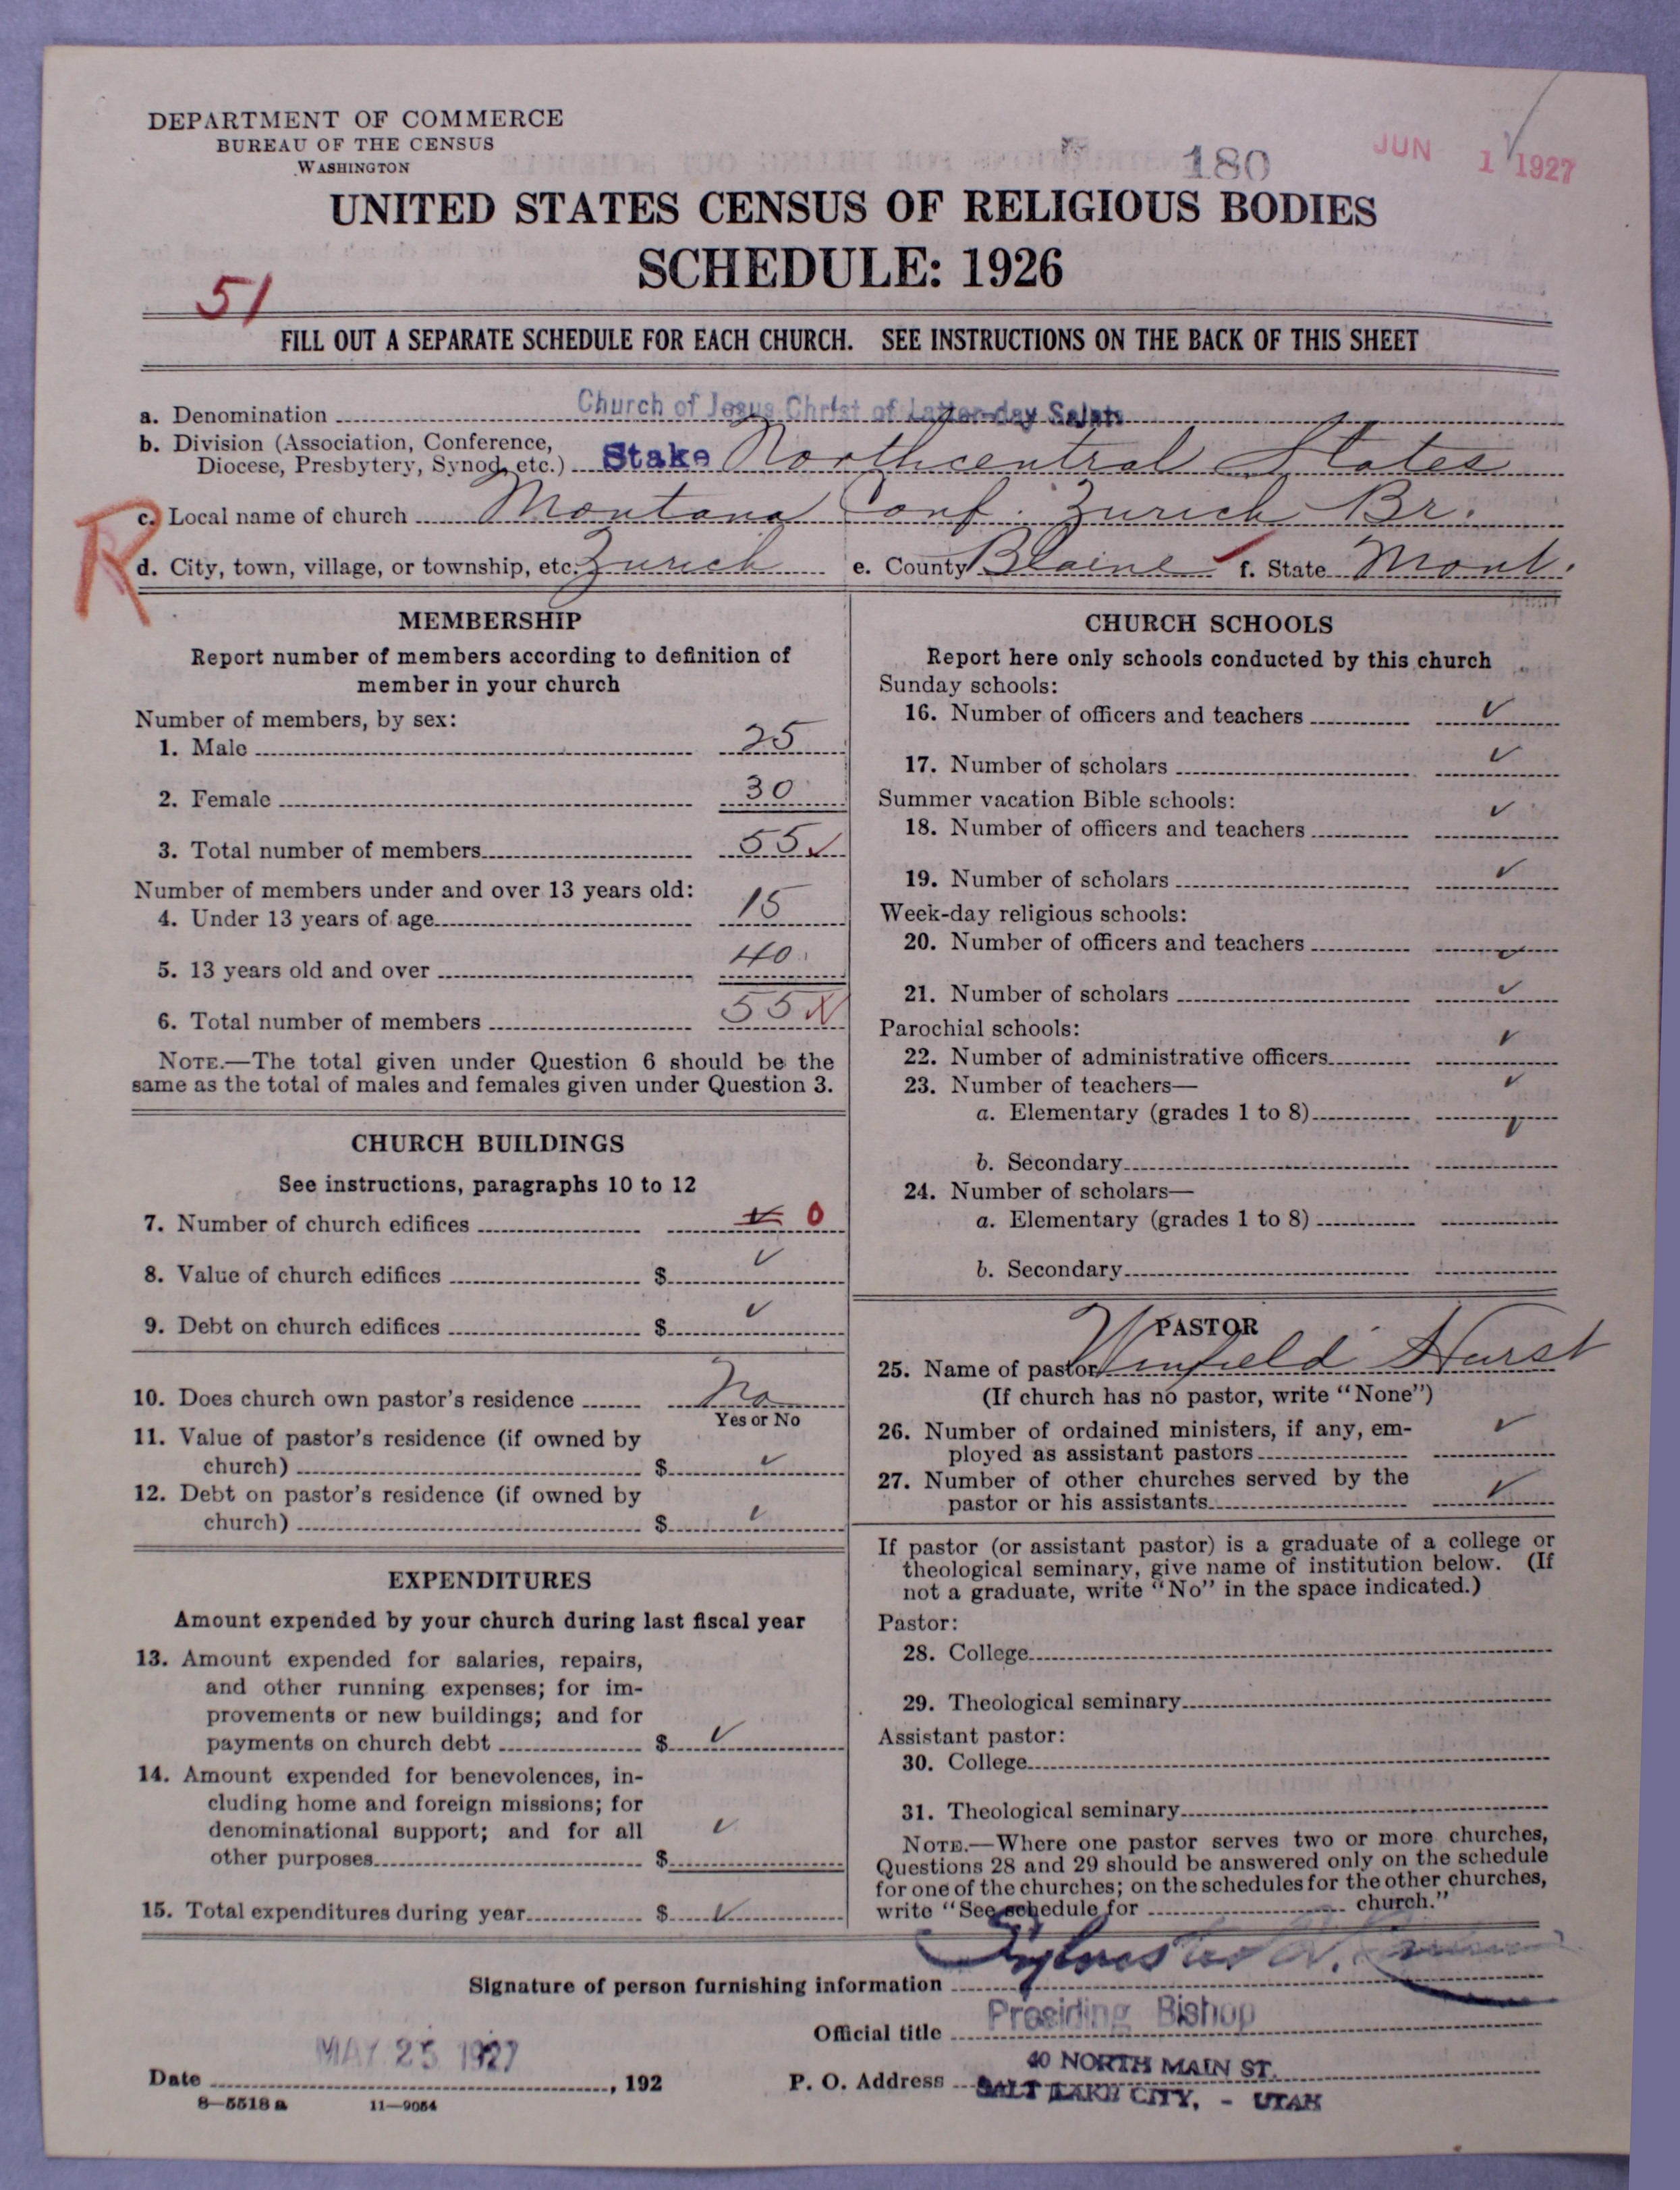 DEPARTMENT OF COMMERCE
BUREAU OF THE CENSUS
WASHINGTON
180
JUN 1 1927
UNITED STATES CENSUS OF RELIGIOUS BODIES
SCHEDULE: 1926
51
FILL OUT A SEPARATE SCHEDULE FOR EACH CHURCH. SEE INSTRUCTIONS ON THE BACK OF THIS SHEET
a. Denomination Church of Jesus Christ of Latter-day Saints
b. Division (Association, Conference,
Diocese, Presbytery, Synod, etc.) Stake Northcentral States
R
c. Local name of church Montana Conf. Zurich Br.
d. City, town, village, or township, etc. Zurich e. County Blaine f. State Mont.
MEMBERSHIP
Report number of members according to definition of
member in your church
Number of members, by sex:
1. Male 25
2. Female 30
3. Total number of members 55 ✓
Number of members under and over 13 years old:
4. Under 13 years of age 15
5. 13 years old and over 40
6. Total number of members 55
NOTE.—The total given under Question 6 should be the
same as the total of males and females given under Question 3.
CHURCH BUILDINGS
See instructions, paragraphs 10 to 12
7. Number of church edifices 0
8. Value of church edifices $ ✓
9. Debt on church edifices $ ✓
10. Does church own pastor's residence No
Yes or No
11. Value of pastor's residence (if owned by
church) $ ✓
12. Debt on pastor's residence (if owned by
church) $ ✓
EXPENDITURES
Amount expended by your church during last fiscal year
13. Amount expended for salaries, repairs,
and other running expenses; for im-
provements or new buildings; and for
payments on church debt $ ✓
14. Amount expended for benevolences, in-
cluding home and foreign missions; for
denominational support; and for all
other purposes $ ✓
15. Total expenditures during year $ ✓
CHURCH SCHOOLS
Report here only schools conducted by this church
Sunday schools:
16. Number of officers and teachers ✓
17. Number of scholars ✓
Summer vacation Bible schools:
18. Number of officers and teachers ✓
19. Number of scholars ✓
Week-day religious schools:
20. Number of officers and teachers ✓
21. Number of scholars ✓
Parochial schools:
22. Number of administrative officers ✓
23. Number of teachers— ✓
a. Elementary (grades 1 to 8) ✓
b. Secondary
24. Number of scholars—
a. Elementary (grades 1 to 8)
b. Secondary
PASTOR
25. Name of pastor Winfield Hurst
(If church has no pastor, write "None")
26. Number of ordained ministers, if any, em-
ployed as assistant pastors ✓
27. Number of other churches served by the
pastor or his assistants ✓
If pastor (or assistant pastor) is a graduate of a college or
theological seminary, give name of institution below. (If
not a graduate, write "No" in the space indicated.)
Pastor:
28. College
29. Theological seminary
Assistant pastor:
30. College
31. Theological seminary
NOTE.—Where one pastor serves two or more churches,
Questions 28 and 29 should be answered only on the schedule
for one of the churches; on the schedules for the other churches,
write "See schedule for church."
Signature of person furnishing information Sylvester
Official title Presiding Bishop
Date MAY 25 1927, 192
P. O. Address 40 NORTH MAIN ST.
SALT LAKE CITY, - UTAH
8—5518 a 11—9054